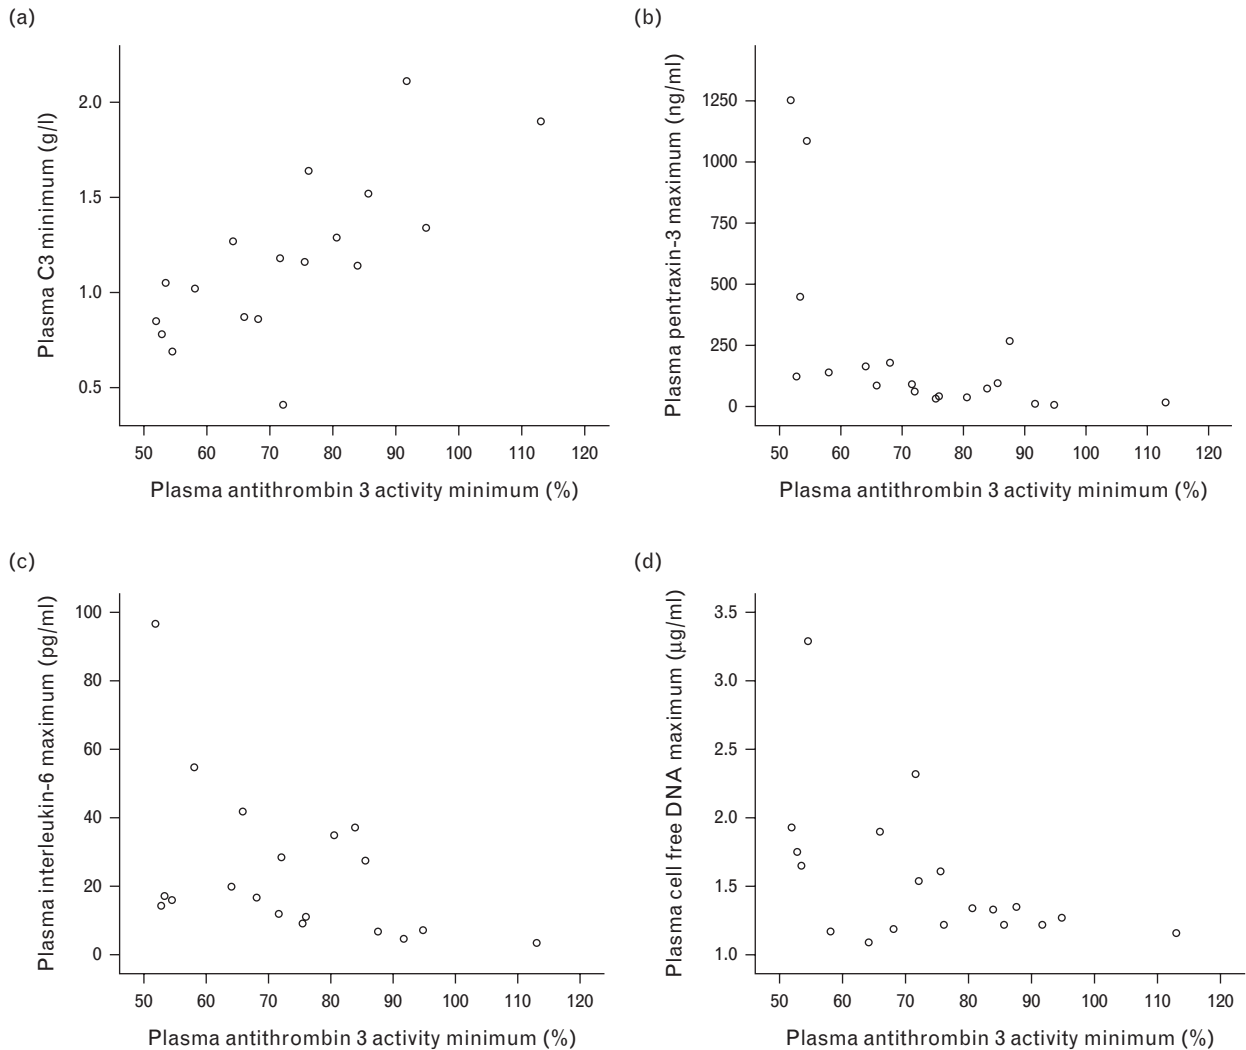 (a)
Plasma C3 minimum (g/l)
2.0
1.5
1.0
0.5
50 60 70 80 90 100 110 120
Plasma antithrombin 3 activity minimum (%)
(b)
Plasma pentraxin-3 maximum (ng/ml)
1250
1000
750
500
250
0
50 60 70 80 90 100 110 120
Plasma antithrombin 3 activity minimum (%)
(c)
Plasma interleukin-6 maximum (pg/ml)
100
80
60
40
20
0
50 60 70 80 90 100 110 120
Plasma antithrombin 3 activity minimum (%)
(d)
Plasma cell free DNA maximum (μg/ml)
3.5
3.0
2.5
2.0
1.5
1.0
50 60 70 80 90 100 110 120
Plasma antithrombin 3 activity minimum (%)